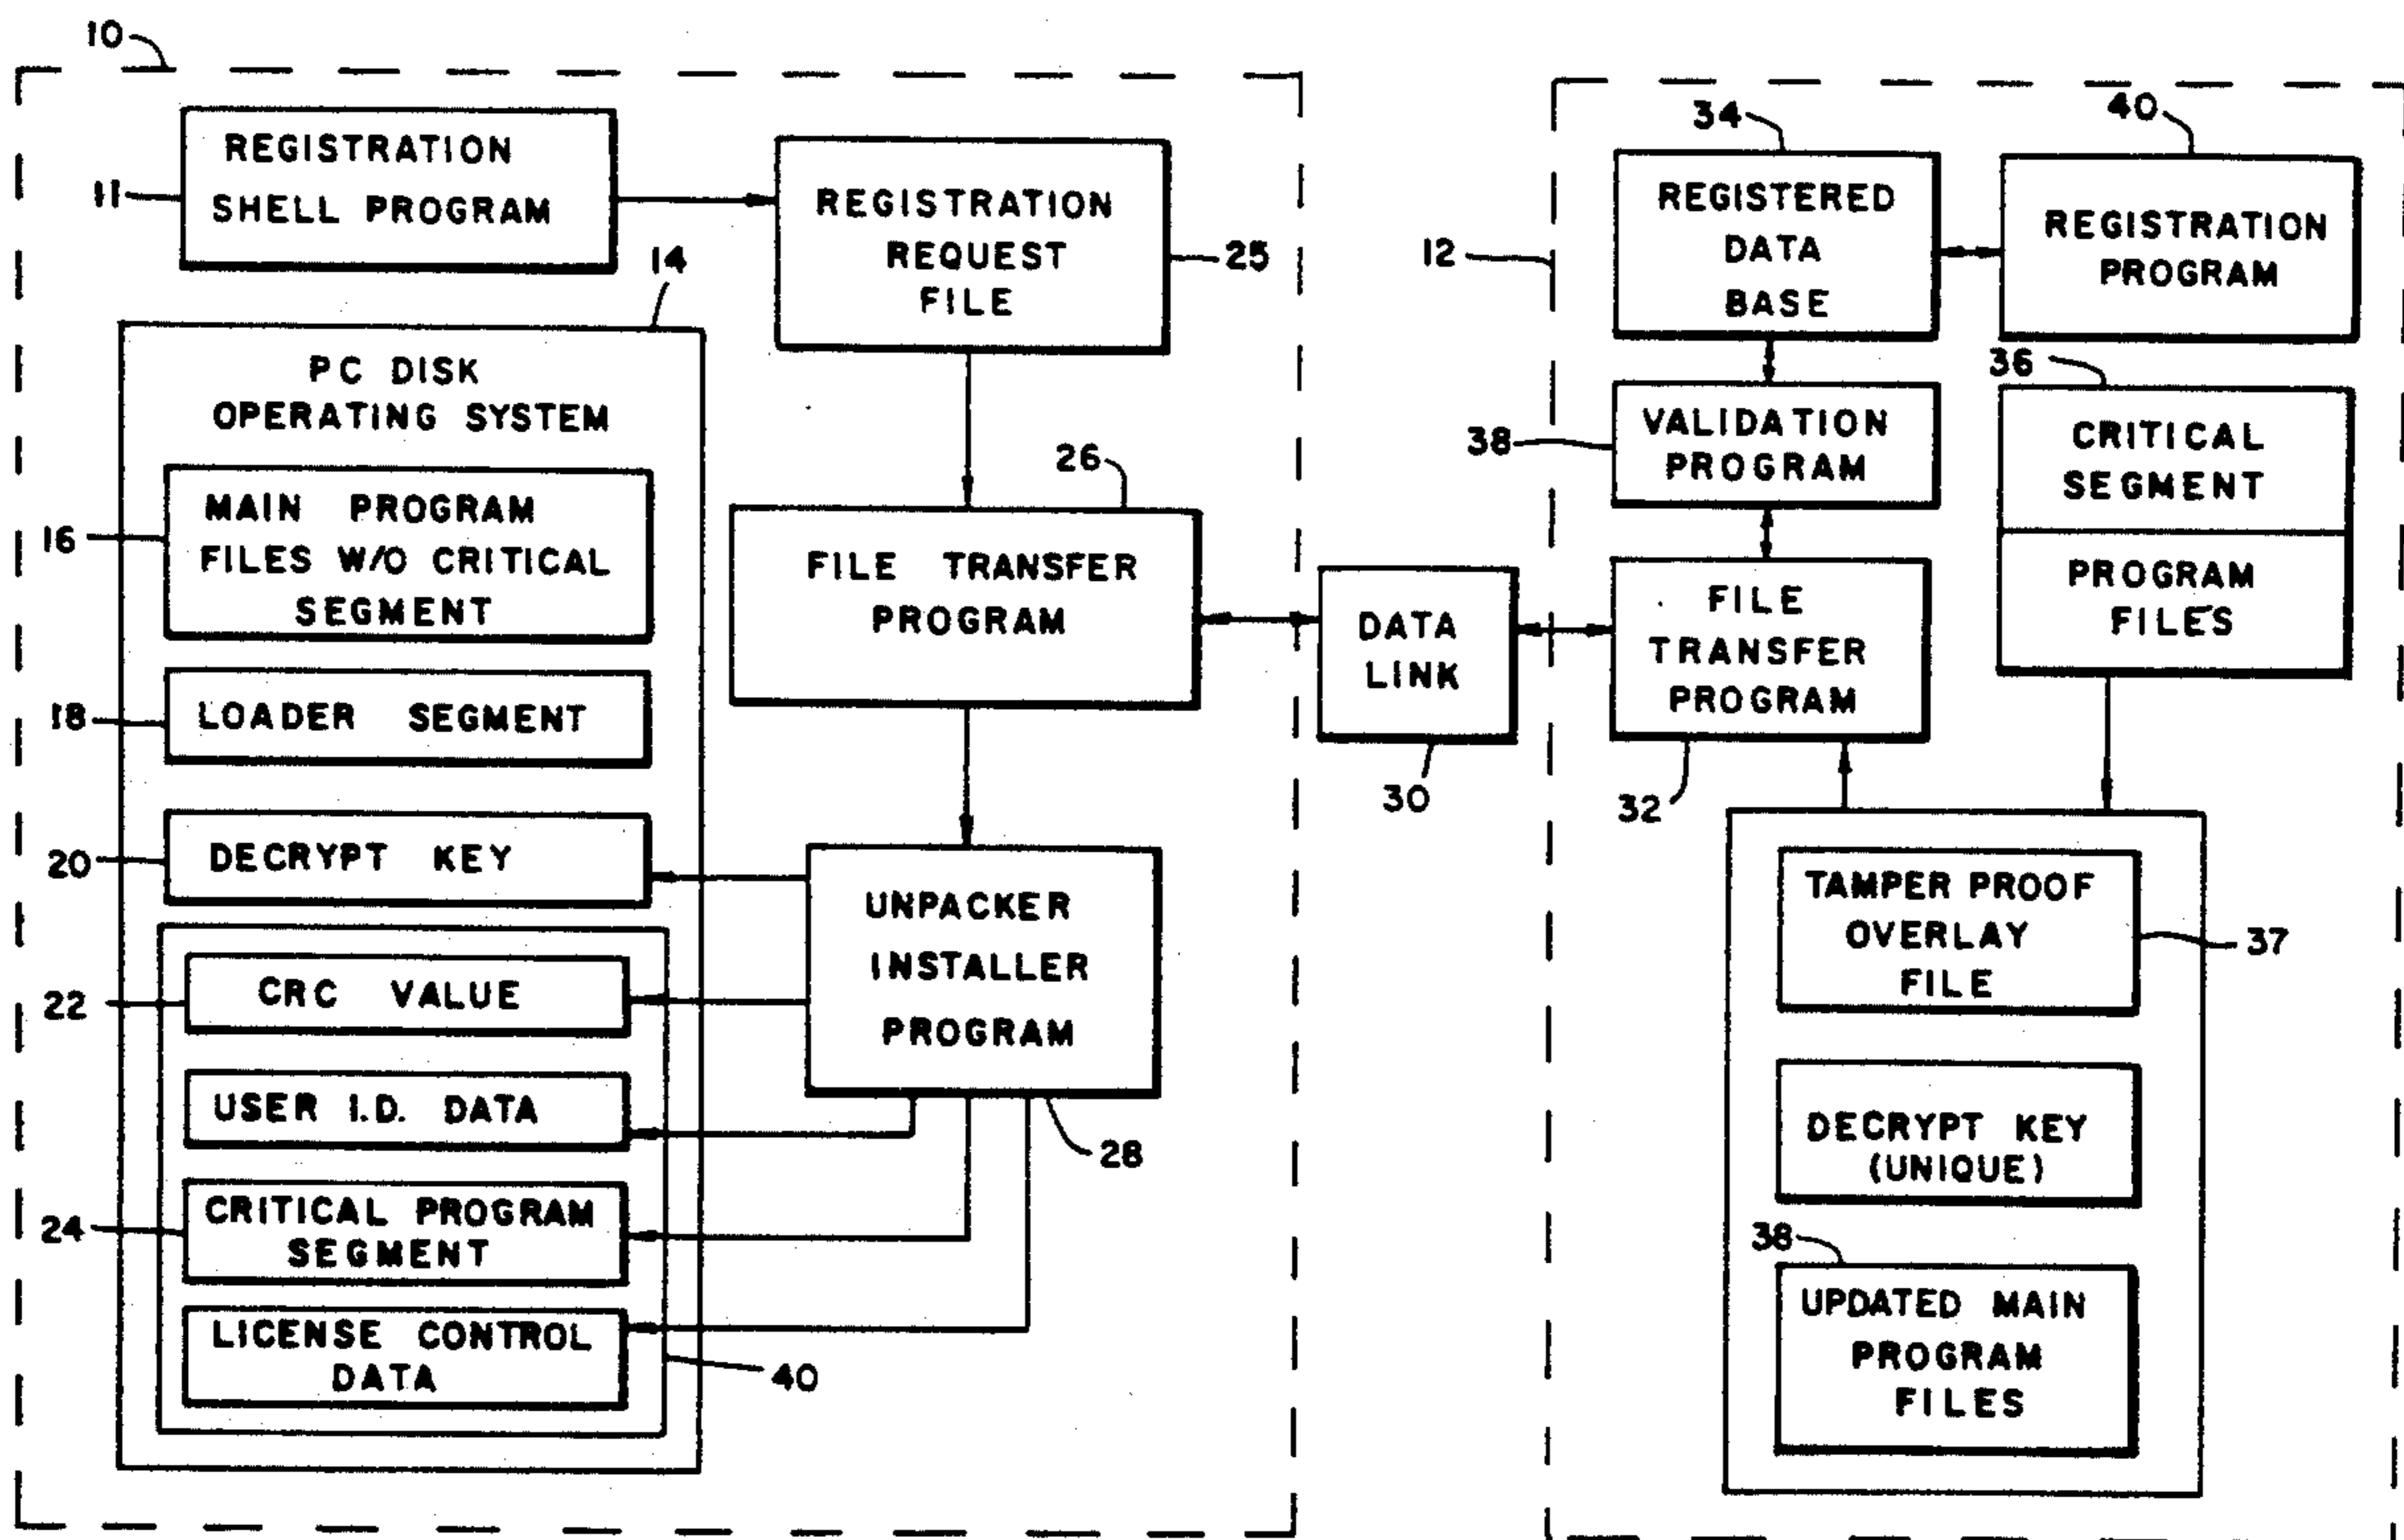 10
REGISTRATION
SHELL PROGRAM
11
REGISTRATION
REQUEST
FILE
25
14
PC DISK
OPERATING SYSTEM
MAIN PROGRAM
FILES W/O CRITICAL
SEGMENT
16
LOADER SEGMENT
18
DECRYPT KEY
20
CRC VALUE
22
USER I.D. DATA
CRITICAL PROGRAM
SEGMENT
24
LICENSE CONTROL
DATA
40
26
FILE TRANSFER
PROGRAM
UNPACKER
INSTALLER
PROGRAM
28
DATA
LINK
30
12
34
REGISTERED
DATA
BASE
40
REGISTRATION
PROGRAM
38
VALIDATION
PROGRAM
36
CRITICAL
SEGMENT
PROGRAM
FILES
FILE
TRANSFER
PROGRAM
32
TAMPER PROOF
OVERLAY
FILE
37
DECRYPT KEY
(UNIQUE)
38
UPDATED MAIN
PROGRAM
FILES